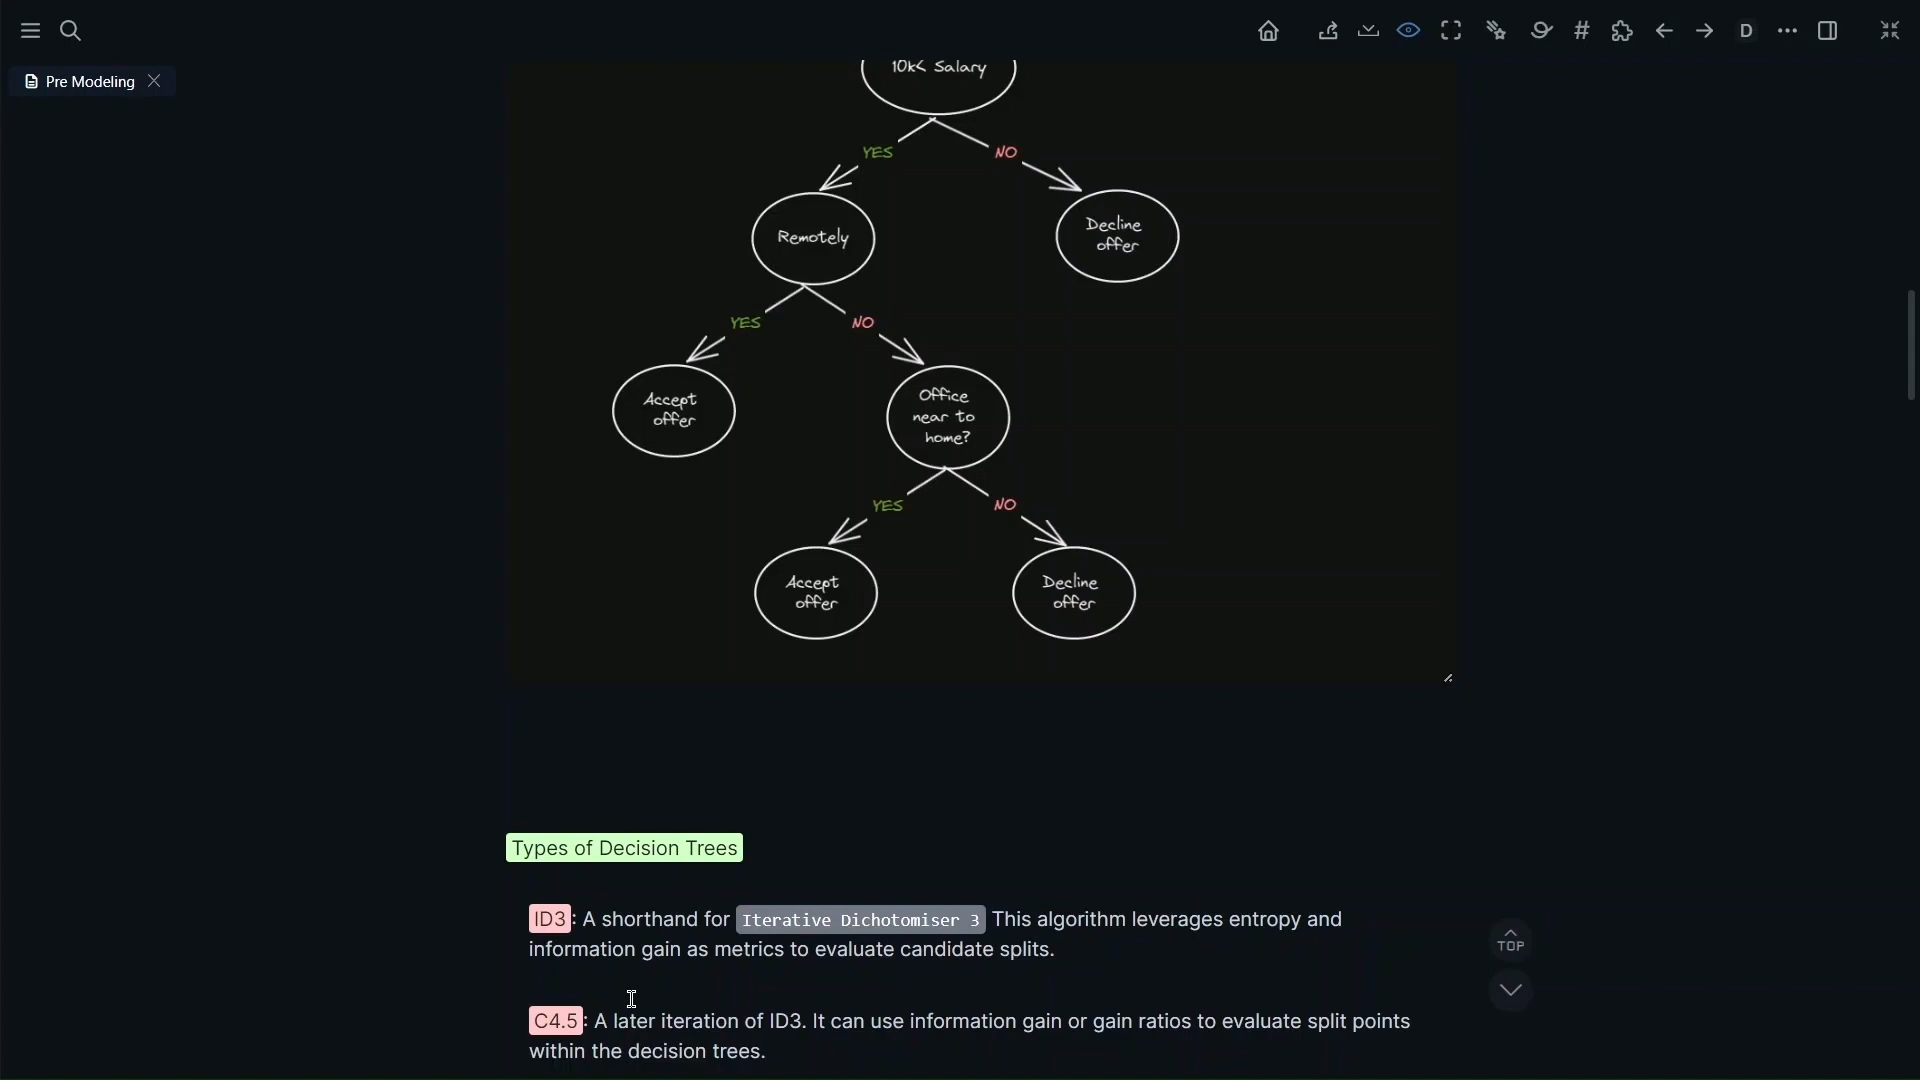 D
Pre Modeling
10k< Salary
YES
NO
Remotely
Decline
offer
YES
NO
Accept
offer
Office
near to
home?
YES
NO
Accept
offer
Decline
offer
Types of Decision Trees
ID3: A shorthand for Iterative Dichotomiser 3 This algorithm leverages entropy and
information gain as metrics to evaluate candidate splits.
TOP
C4.5: A later iteration of ID3. It can use information gain or gain ratios to evaluate split points
within the decision trees.